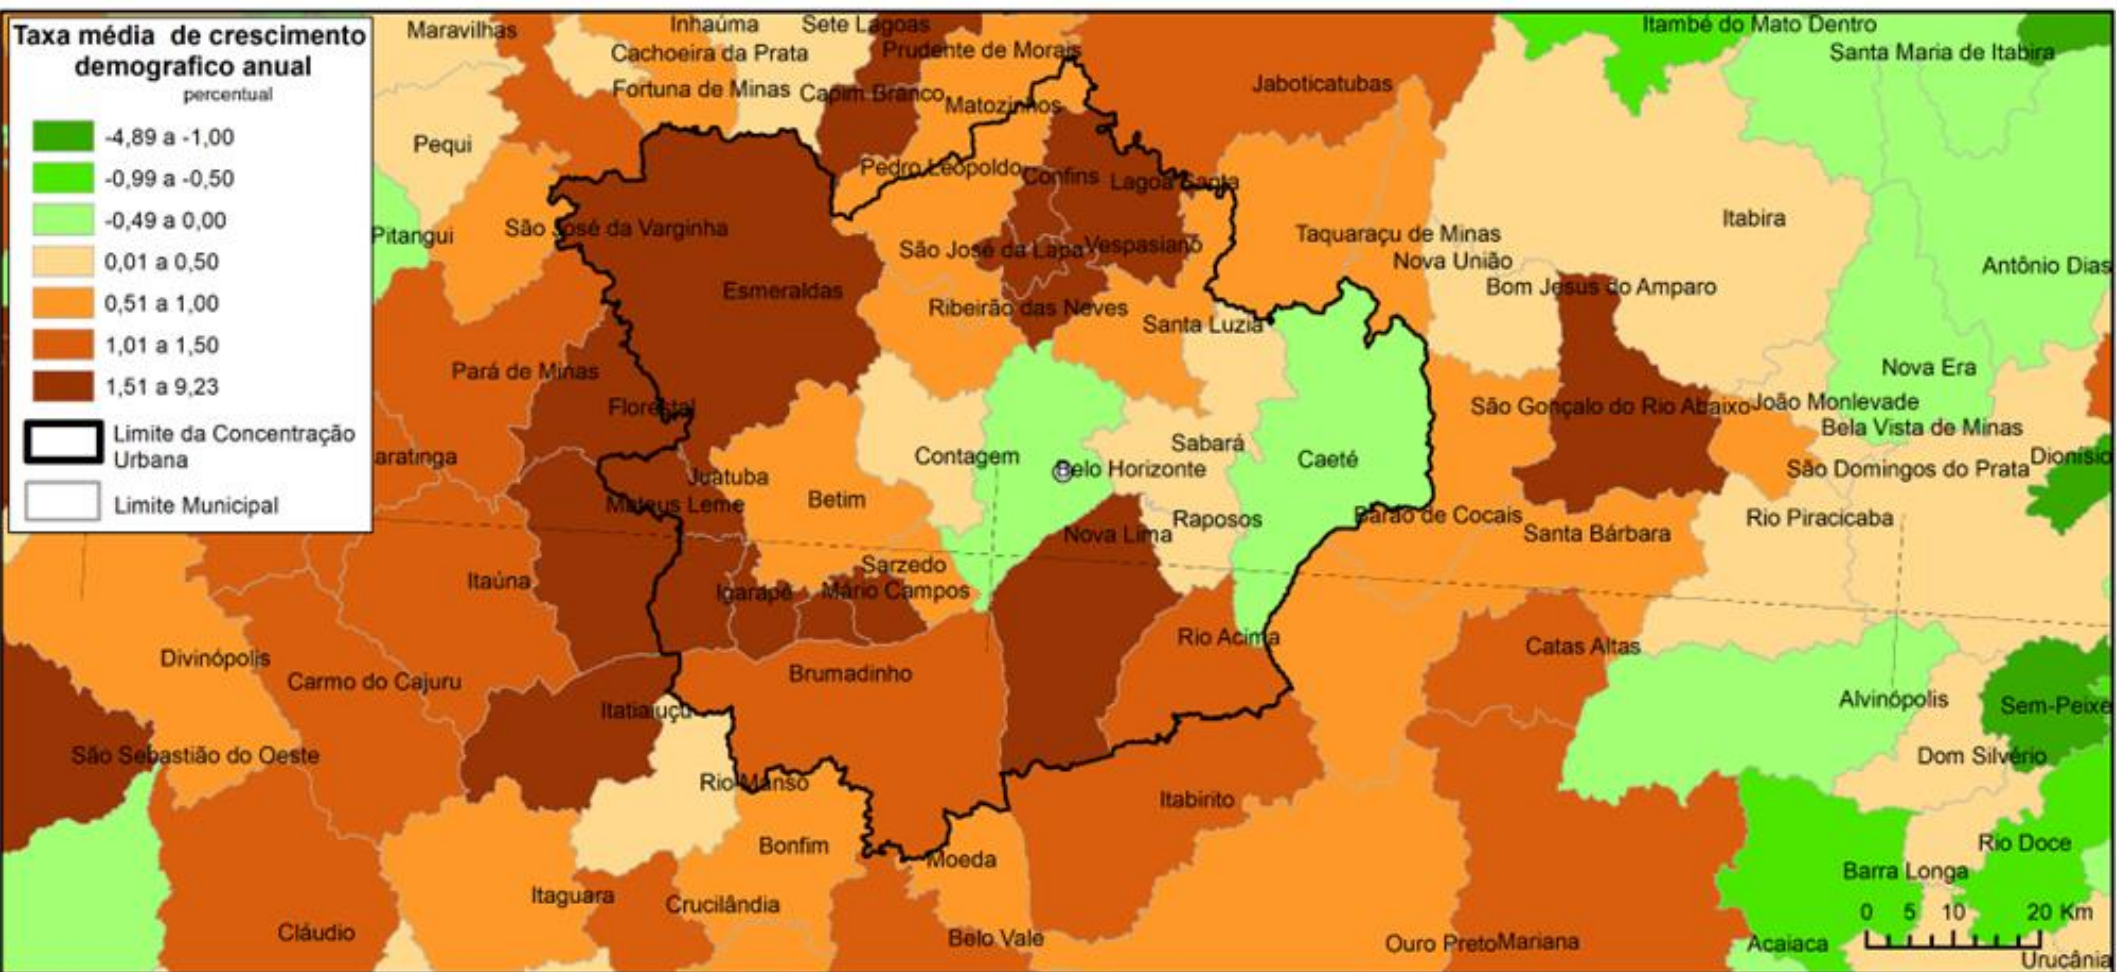 Taxa média de crescimento
demografico anual
percentual
-4,89 a -1,00
-0,99 a -0,50
-0,49 a 0,00
0,01 a 0,50
0,51 a 1,00
1,01 a 1,50
1,51 a 9,23
Limite da Concentração
Urbana
Limite Municipal
Maravilhas
Inhaúma
Sete Lagoas
Itambé do Mato Dentro
Cachoeira da Prata
Prudente de Morais
Santa Maria de Itabira
Fortuna de Minas
Capim Branco
Matozinhos
Jaboticatubas
Pequi
Pedro Leopoldo
Confins
Lagoa Santa
Pitangui
São José da Varginha
São José da Lapa
Vespasiano
Taquaraçu de Minas
Itabira
Nova União
Antônio Dias
Esmeraldas
Bom Jesus do Amparo
Ribeirão das Neves
Santa Luzia
Pará de Minas
Nova Era
Florestal
São Gonçalo do Rio Abaixo
João Monlevade
Bela Vista de Minas
aratinga
Contagem
Sabará
Caeté
Dionísio
Juatuba
Belo Horizonte
São Domingos do Prata
Mateus Leme
Betim
Nova Lima
Raposos
Barão de Cocais
Santa Bárbara
Rio Piracicaba
Itaúna
Sarzedo
Igarapé
Mário Campos
Rio Acima
Catas Altas
Divinópolis
Carmo do Cajuru
Brumadinho
Itatiaiuçu
Alvinópolis
Sem-Peixe
São Sebastião do Oeste
Rio Manso
Dom Silvério
Itabirito
Bonfim
Moeda
Rio Doce
Barra Longa
Itaguara
Crucilândia
0 5 10 20 Km
Cláudio
Belo Vale
Ouro Preto
Mariana
Acaiaca
Urucânia